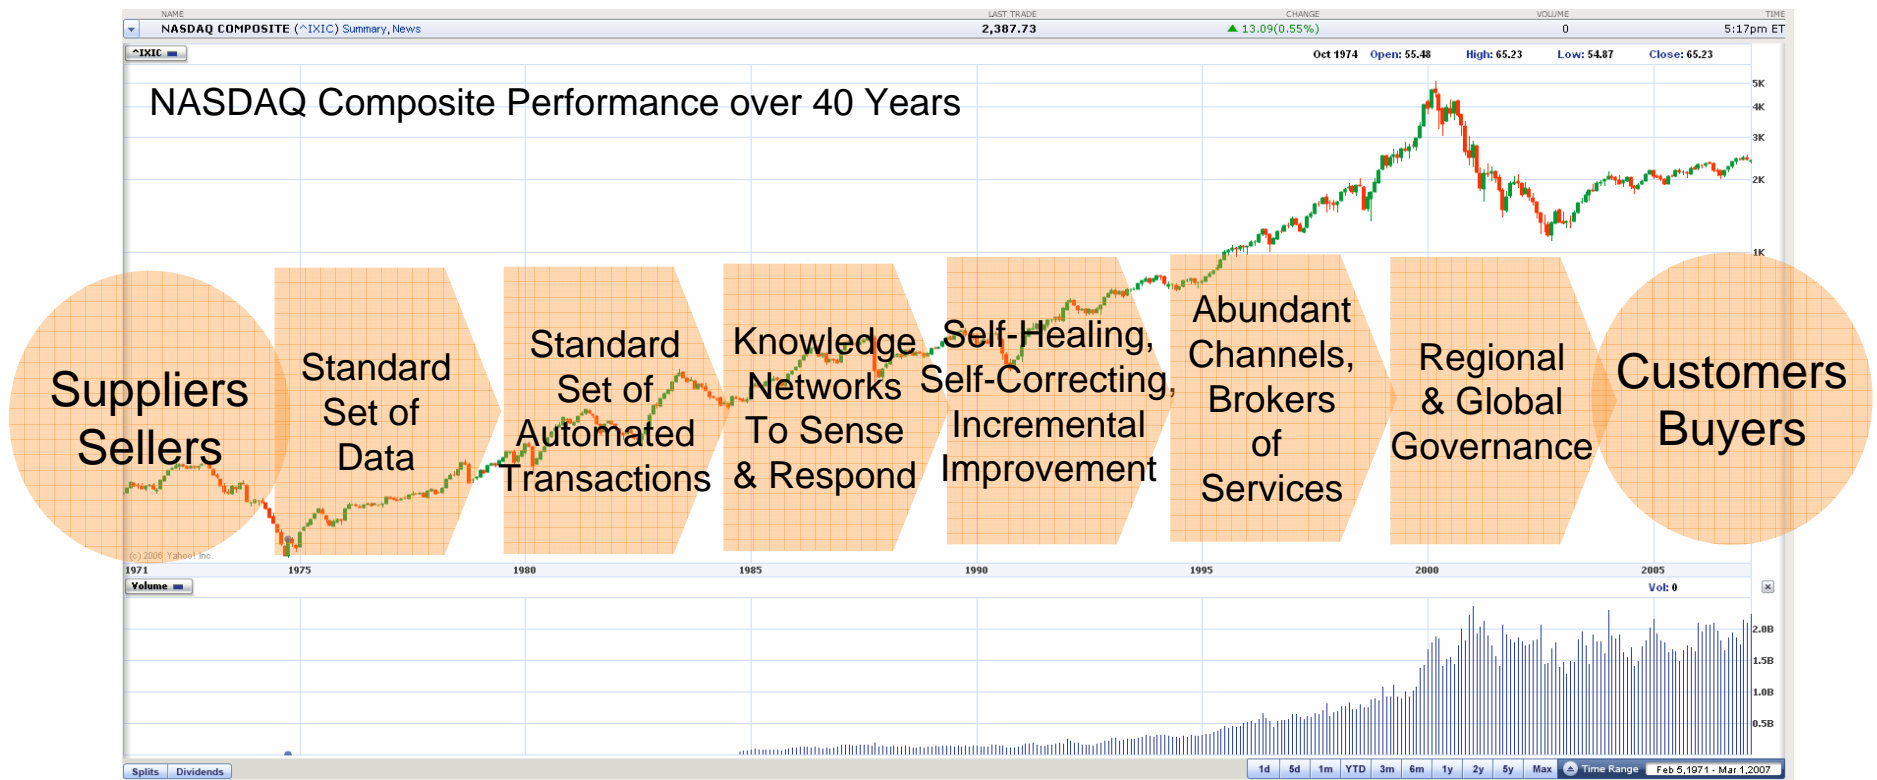 NAME LAST TRADE CHANGE VOLUME TIME
NASDAQ COMPOSITE (^IXIC) Summary, News 2,387.73 ▲ 13.09(0.55%) 0 5:17pm ET
^IXIC Oct 1974 Open: 55.48 High: 65.23 Low: 54.87 Close: 65.23
NASDAQ Composite Performance over 40 Years
5K
4K
3K
2K
1K
Suppliers
Sellers
Standard
Set of
Data
Standard
Set of
Automated
Transactions
Knowledge
Networks
To Sense
& Respond
Self-Healing,
Self-Correcting,
Incremental
Improvement
Abundant
Channels,
Brokers
of
Services
Regional
& Global
Governance
Customers
Buyers
(c) 2006 Yahoo! Inc.
1971 1975 1980 1985 1990 1995 2000 2005
Volume Vol: 0
2.0B
1.5B
1.0B
0.5B
Splits Dividends 1d 5d 1m YTD 3m 6m 1y 2y 5y Max Time Range Feb 5,1971 - Mar 1,2007